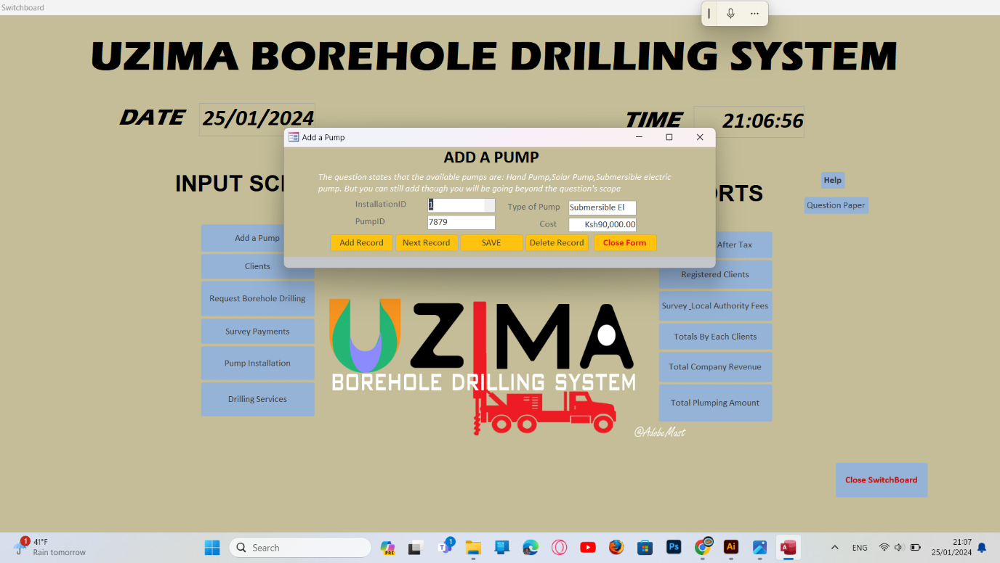 Switchboard
UZIMA BOREHOLE DRILLING SYSTEM
DATE 25/01/2024
TIME 21:06:56
Add a Pump
ADD A PUMP
The question states that the available pumps are: Hand Pump,Solar Pump,Submersible electric
pump. But you can still add though you will be going beyond the question's scope
InstallationID 1
Type of Pump Submersible El
PumpID 7879
Cost Ksh90,000.00
Add Record Next Record SAVE Delete Record Close Form
INPUT SC
Add a Pump
Clients
Request Borehole Drilling
Survey Payments
Pump Installation
Drilling Services
UZIMA
BOREHOLE DRILLING SYSTEM
@AdobeMast
ORTS
After Tax
Registered Clients
Survey_Local Authority Fees
Totals By Each Clients
Total Company Revenue
Total Plumping Amount
Help
Question Paper
Close SwitchBoard
1
41°F
Rain tomorrow
Search
PRE
1
Ps
Ai
A
ENG
21:07
25/01/2024